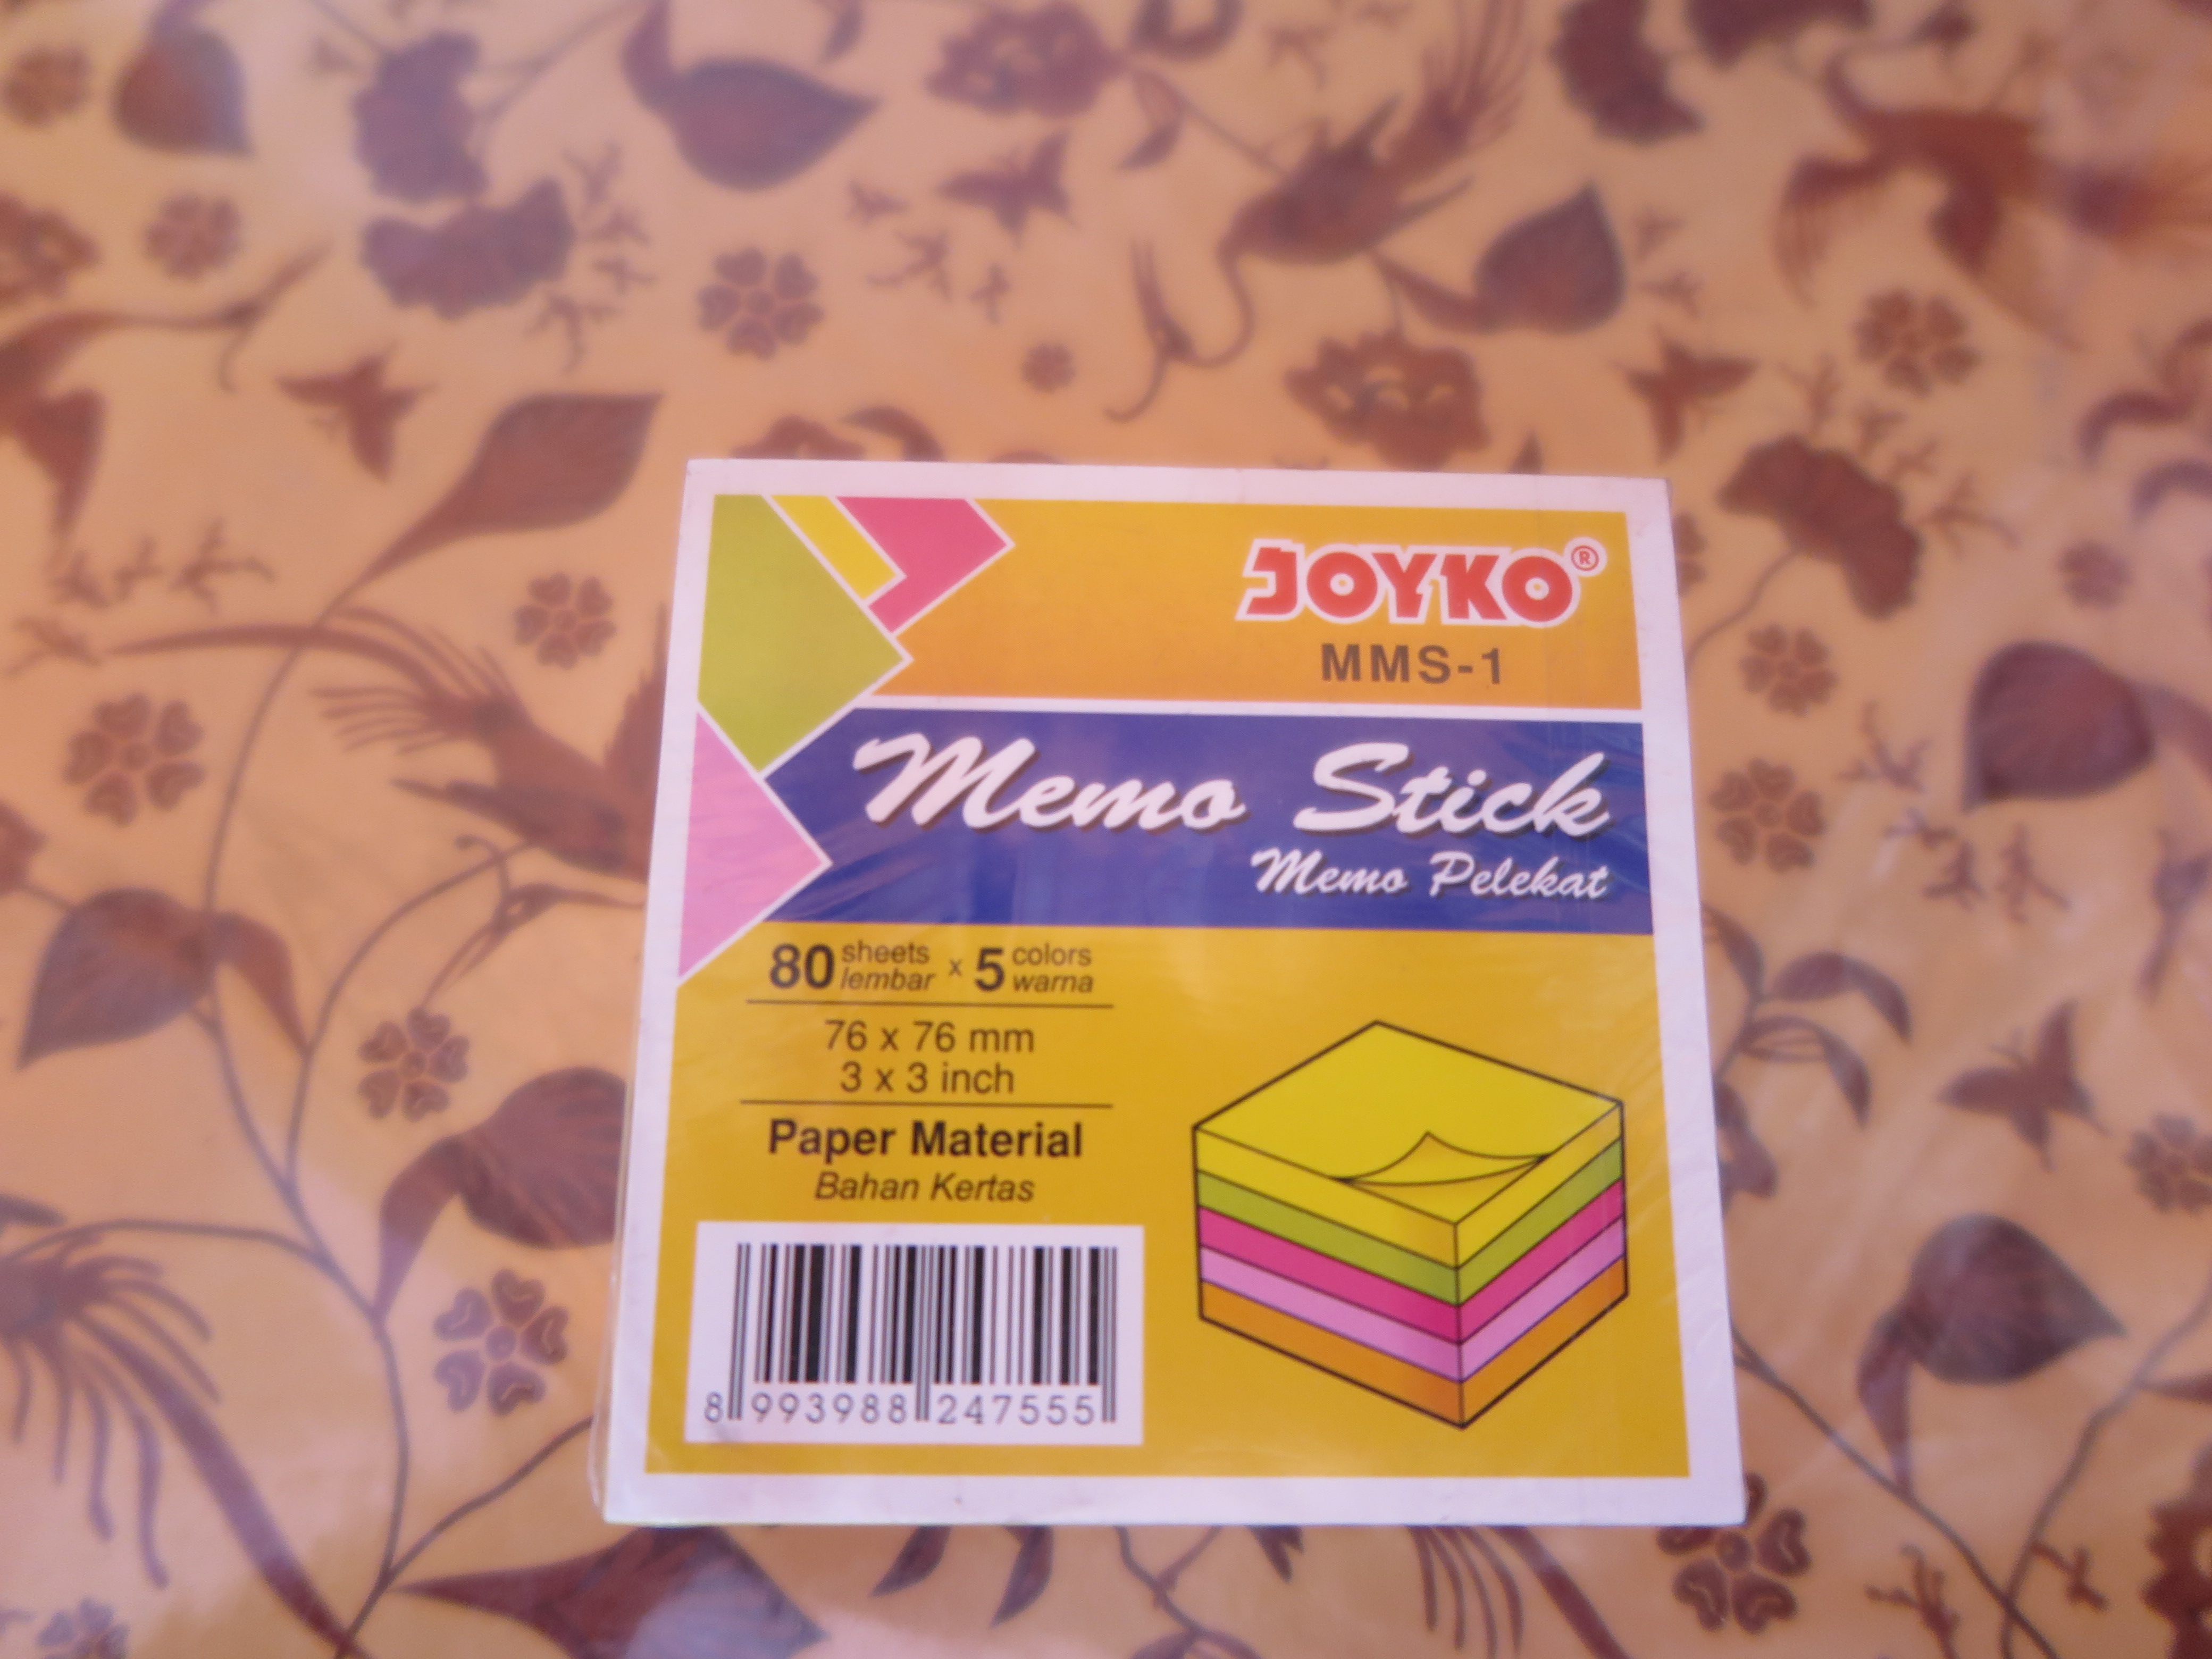 JOYKO®
MMS-1
Memo Stick
Memo Pelekat
80 sheets lembar x 5 colors warna
76 x 76 mm
3 x 3 inch
Paper Material
Bahan Kertas
8 993988 247555